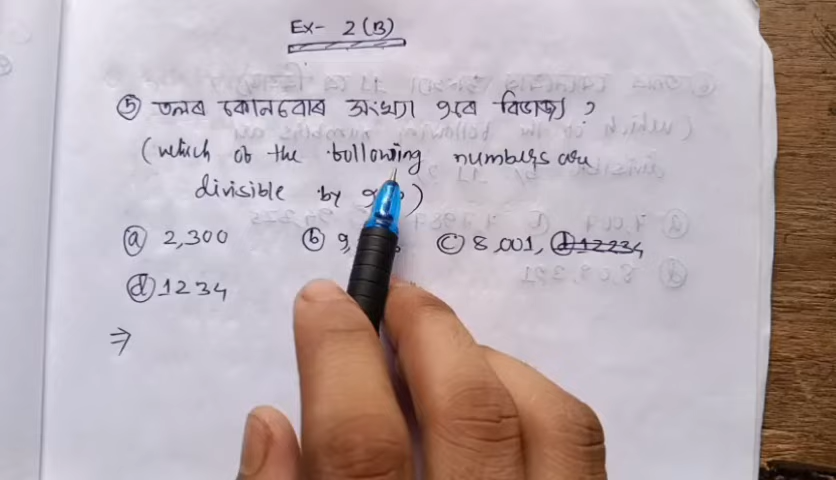 Ex- 2(B)
⑤ তলৰ কোনবোৰ সংখ্যা ৭ৰে বিভাজ্য ?
(which of the following numbers are
divisible by
ⓐ 2,300 ⓑ 9, ⓒ 8,001,
ⓓ 1234
⇒